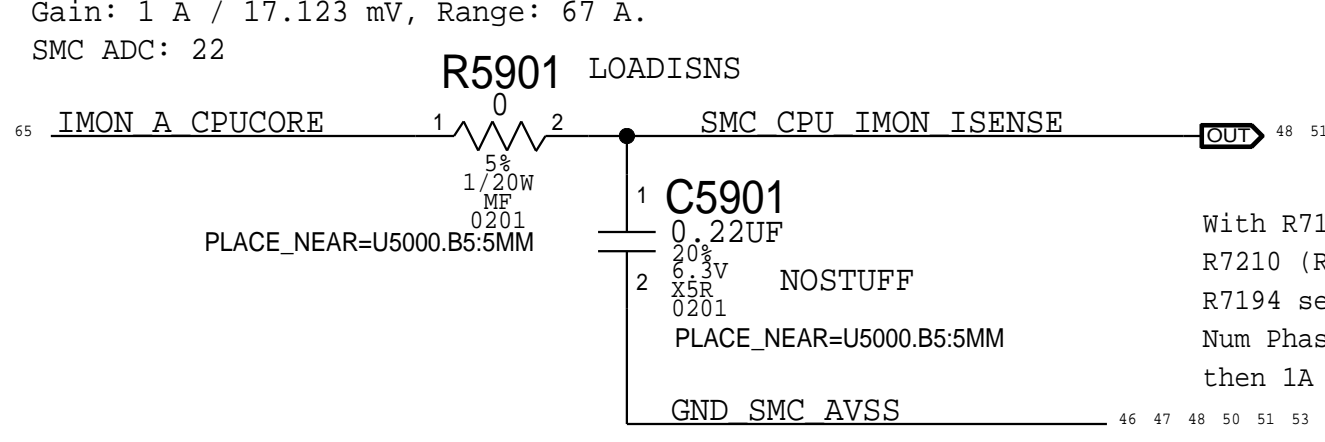 Gain: 1 A / 17.123 mV, Range: 67 A.
SMC ADC: 22
R5901 LOADISNS
0
65 IMON_A_CPUCORE 1 2 SMC_CPU_IMON_ISENSE OUT 48 51
5%
1/20W
MF
0201
PLACE_NEAR=U5000.B5:5MM
1 C5901
0.22UF
20%
6.3V
2 X5R NOSTUFF
0201
PLACE_NEAR=U5000.B5:5MM
With R71
R7210 (R
R7194 se
Num Phas
then 1A
GND_SMC_AVSS 46 47 48 50 51 53